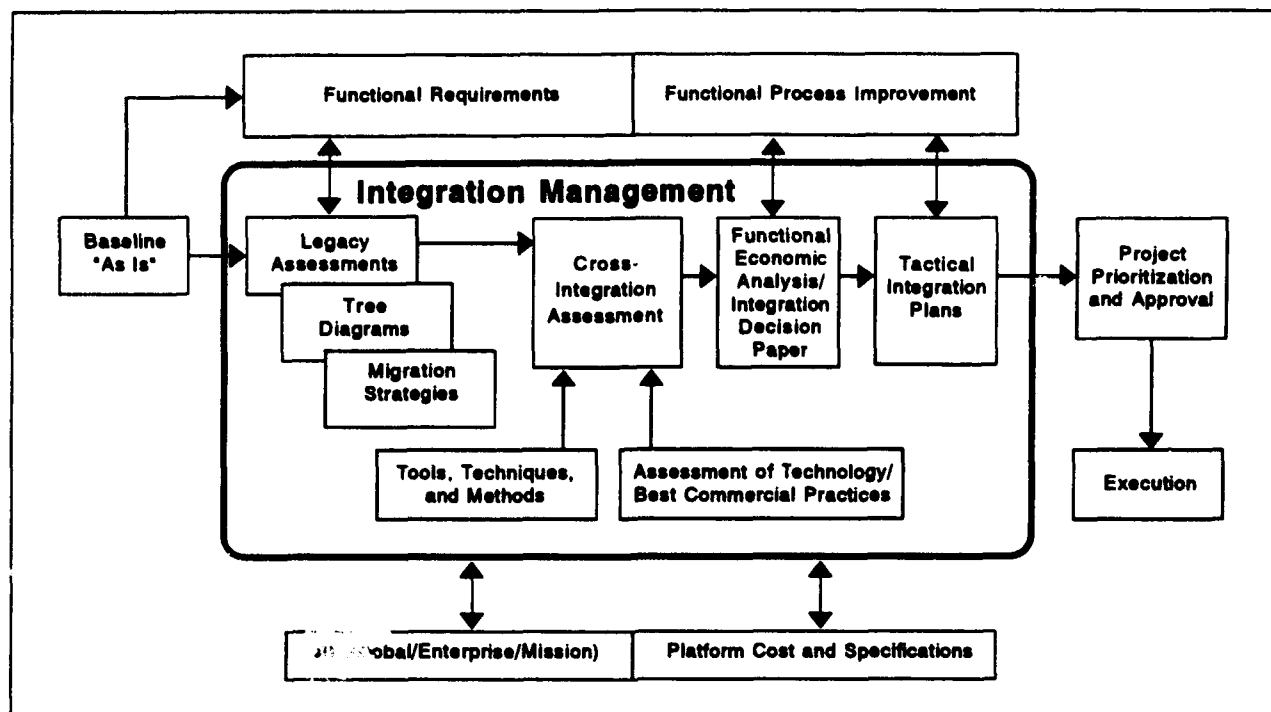 Functional Requirements
Functional Process Improvement
Integration Management
Baseline
"As Is"
Legacy
Assessments
Tree
Diagrams
Migration
Strategies
Cross-
Integration
Assessment
Functional
Economic
Analysis/
Integration
Decision
Paper
Tactical
Integration
Plans
Project
Prioritization
and Approval
Tools, Techniques,
and Methods
Assessment of Technology/
Best Commercial Practices
Execution
/Enterprise/Mission)
Platform Cost and Specifications